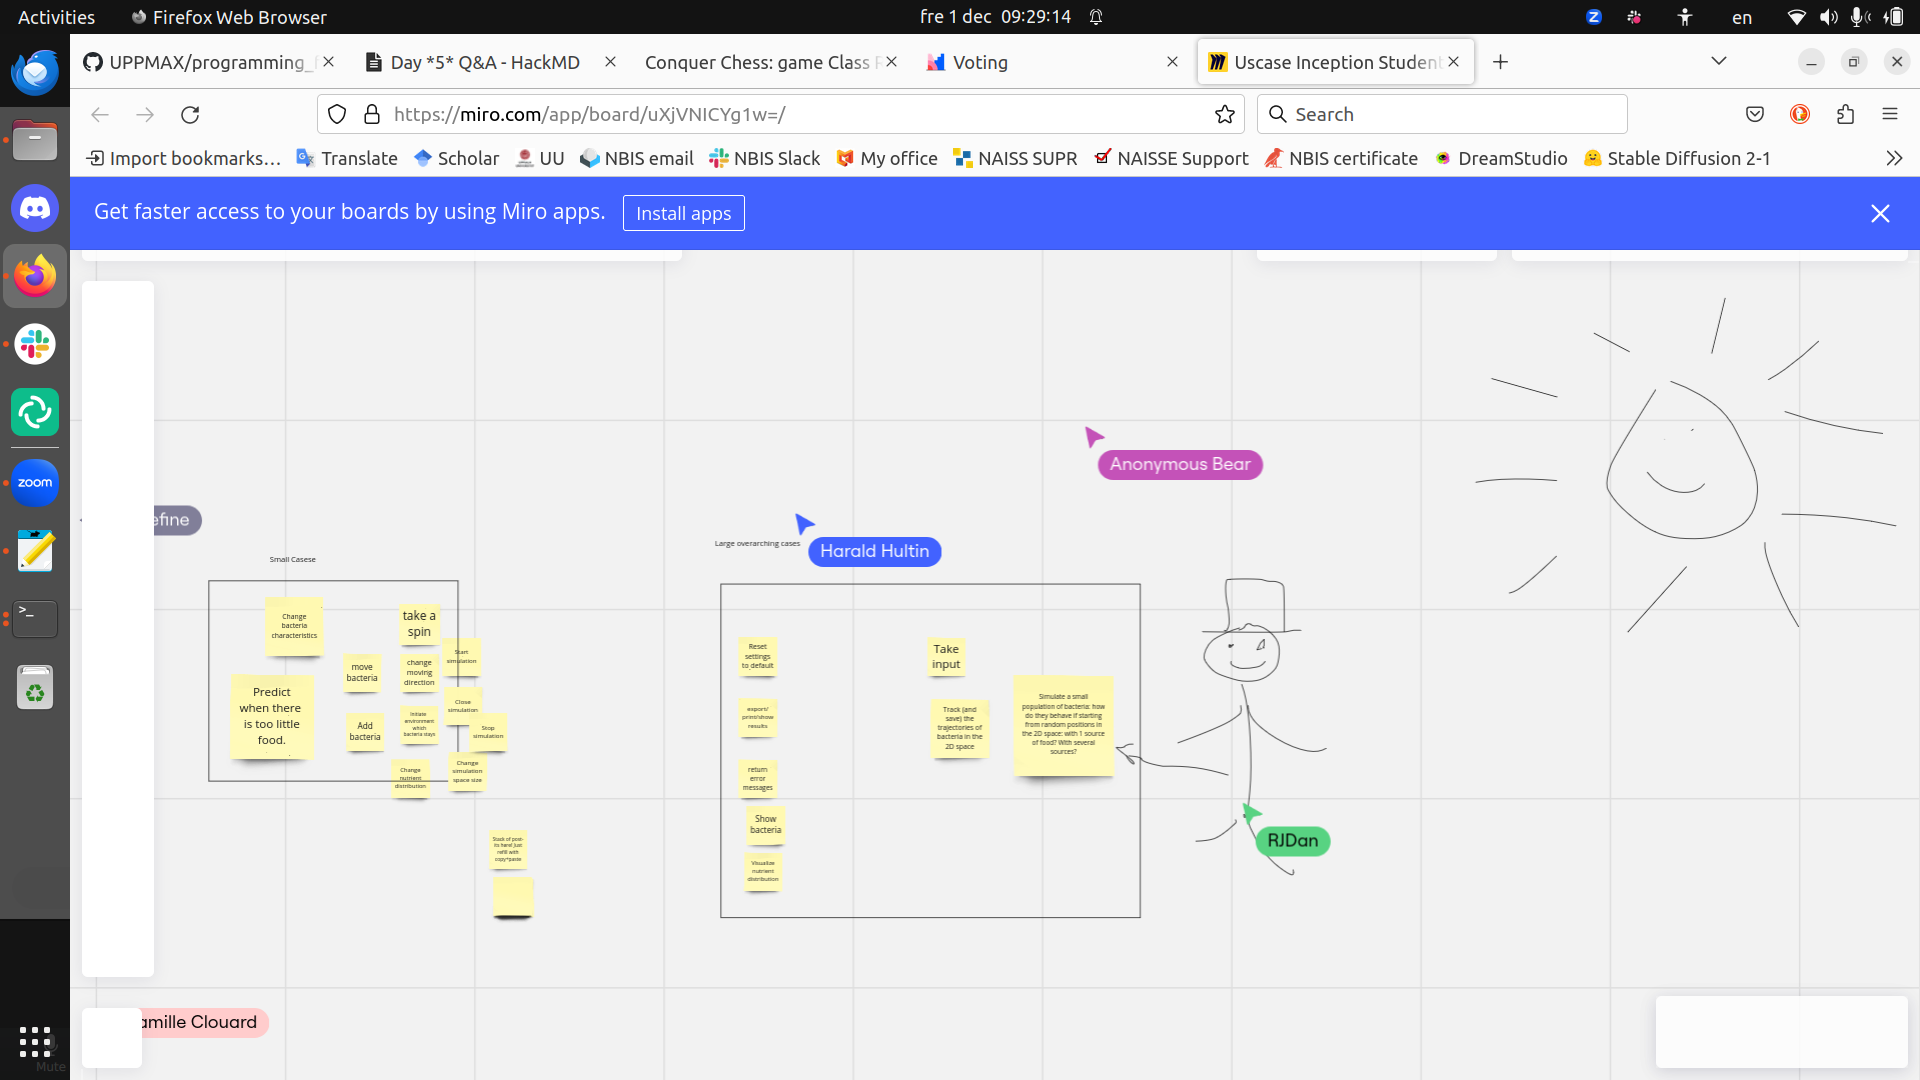 Activities
Firefox Web Browser
fre 1 dec 09:29:14
en
UPPMAX/programming_f
Day *5* Q&A - HackMD
Conquer Chess: game Class R
Voting
Uscase Inception Student
https://miro.com/app/board/uXjVNICYg1w=/
Search
Import bookmarks...
Translate
Scholar
UU
NBIS email
NBIS Slack
My office
NAISS SUPR
NAISSE Support
NBIS certificate
DreamStudio
Stable Diffusion 2-1
Get faster access to your boards by using Miro apps.
Install apps
zoom
Anonymous Bear
efine
Harald Hultin
Small Casese
Large overarching cases
Change
bacteria
characteristics
take a
spin
Start
simulation
move
bacteria
change
moving
direction
Predict
when there
is too little
food.
Close
simulation
Add
bacteria
Initiate
environment
which
bacteria stays
Stop
simulation
Change
nutrient
distribution
Change
simulation
space size
Stack of post-
its here! Just
refill with
copy+paste
Reset
settings
to default
Take
input
export/
print/show
results
Track (and
save) the
trajectories of
bacteria in the
2D space
Simulate a small
population of bacteria: how
do they behave if starting
from random positions in
the 2D space: with 1 source
of food? With several
sources?
return
error
messages
Show
bacteria
Visualize
nutrient
distribution
RJDan
amille Clouard
Mute